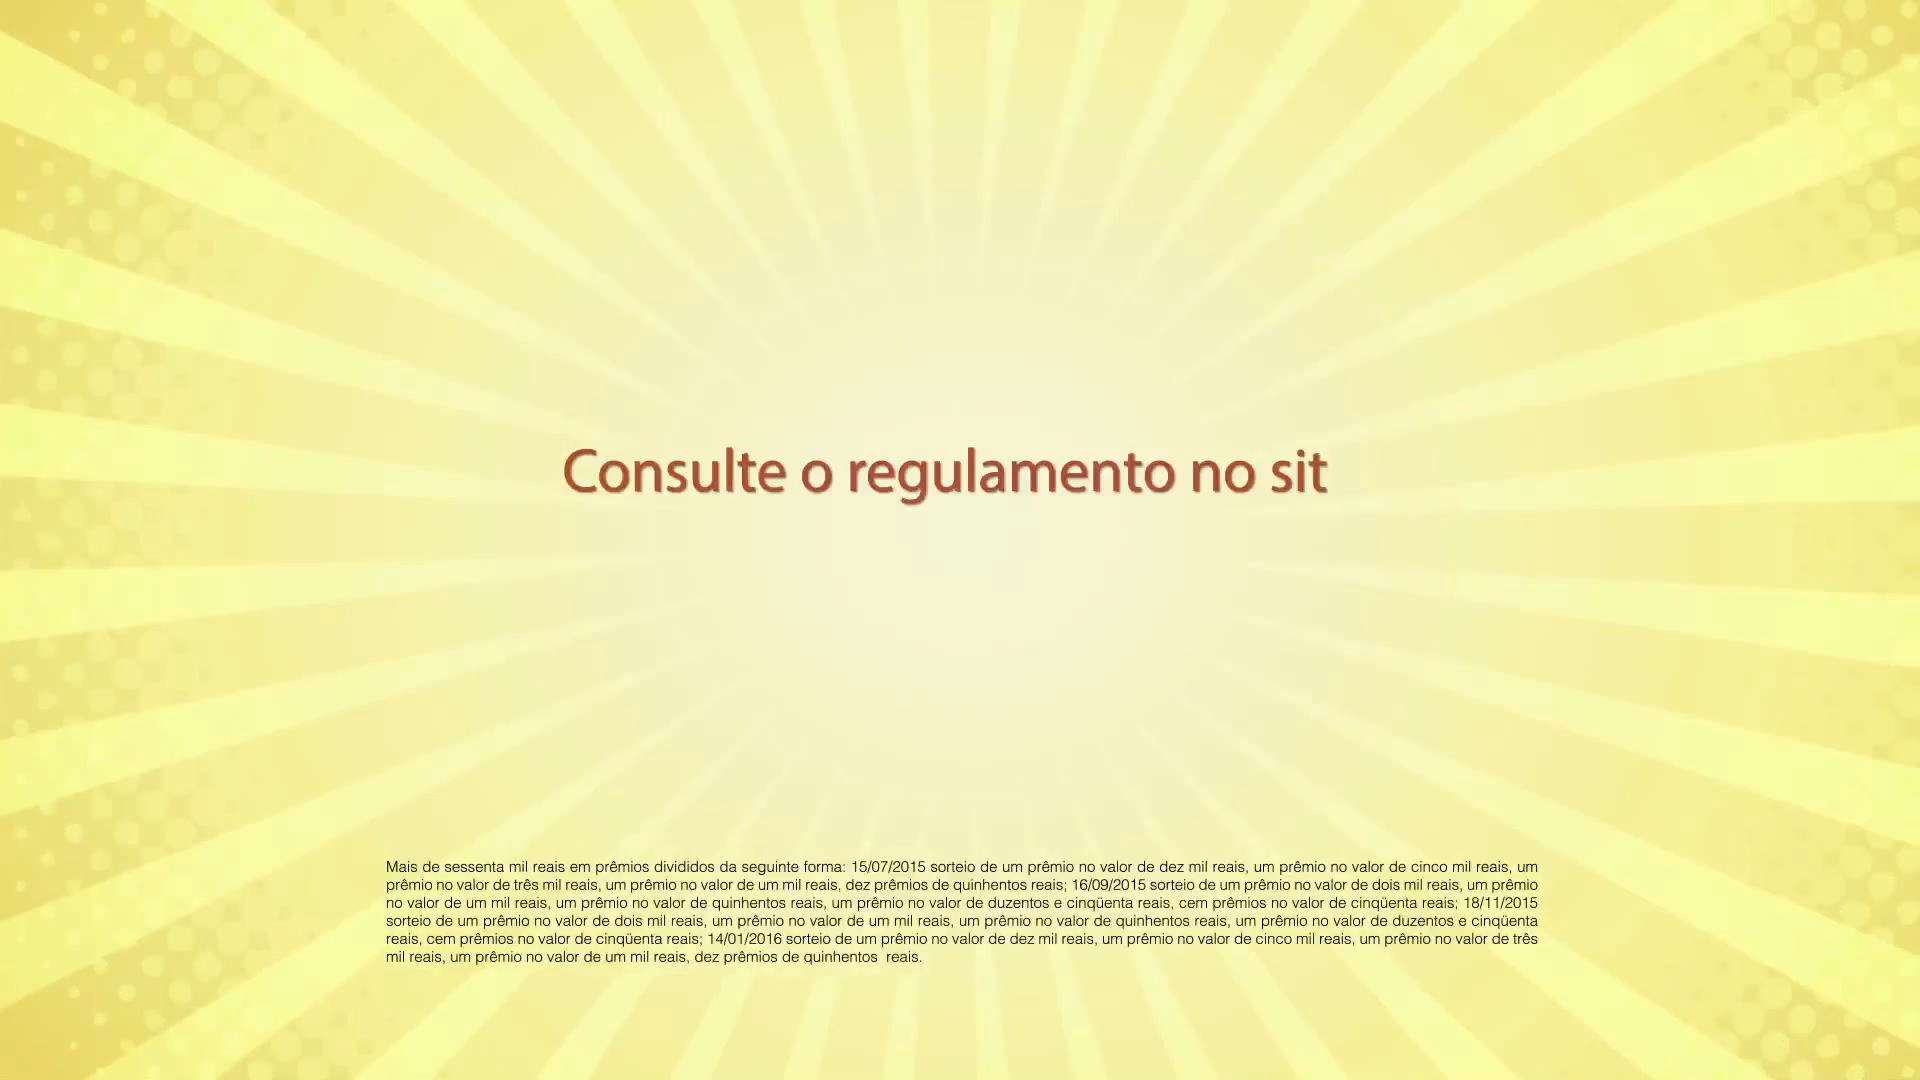 Consulte o regulamento no sit
Mais de sessenta mil reais em prêmios divididos da seguinte forma: 15/07/2015 sorteio de um prêmio no valor de dez mil reais, um prêmio no valor de cinco mil reais, um
prêmio no valor de três mil reais, um prêmio no valor de um mil reais, dez prêmios de quinhentos reais; 16/09/2015 sorteio de um prêmio no valor de dois mil reais, um prêmio
no valor de um mil reais, um prêmio no valor de quinhentos reais, um prêmio no valor de duzentos e cinqüenta reais, cem prêmios no valor de cinqüenta reais; 18/11/2015
sorteio de um prêmio no valor de dois mil reais, um prêmio no valor de um mil reais, um prêmio no valor de quinhentos reais, um prêmio no valor de duzentos e cinqüenta
reais, cem prêmios no valor de cinqüenta reais; 14/01/2016 sorteio de um prêmio no valor de dez mil reais, um prêmio no valor de cinco mil reais, um prêmio no valor de três
mil reais, um prêmio no valor de um mil reais, dez prêmios de quinhentos  reais.